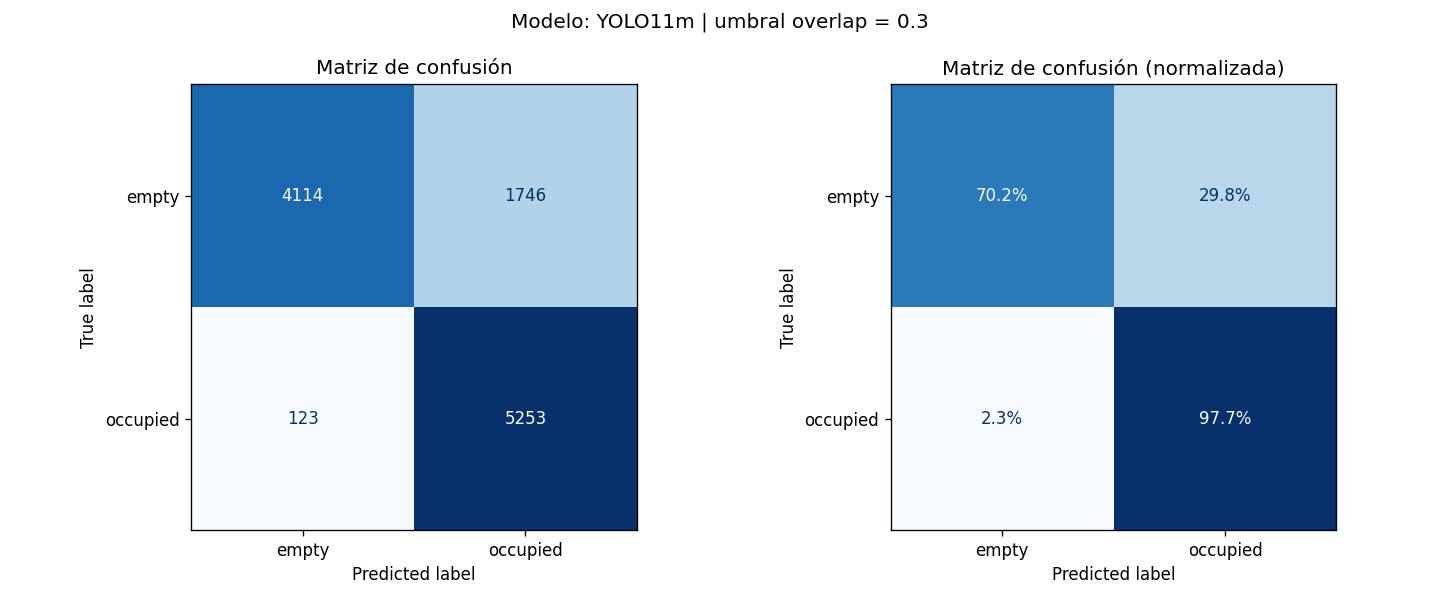 Modelo: YOLO11m | umbral overlap = 0.3
Matriz de confusión
empty
4114
1746
True label
occupied
123
5253
empty
occupied
Predicted label
Matriz de confusión (normalizada)
empty
70.2%
29.8%
True label
occupied
2.3%
97.7%
empty
occupied
Predicted label